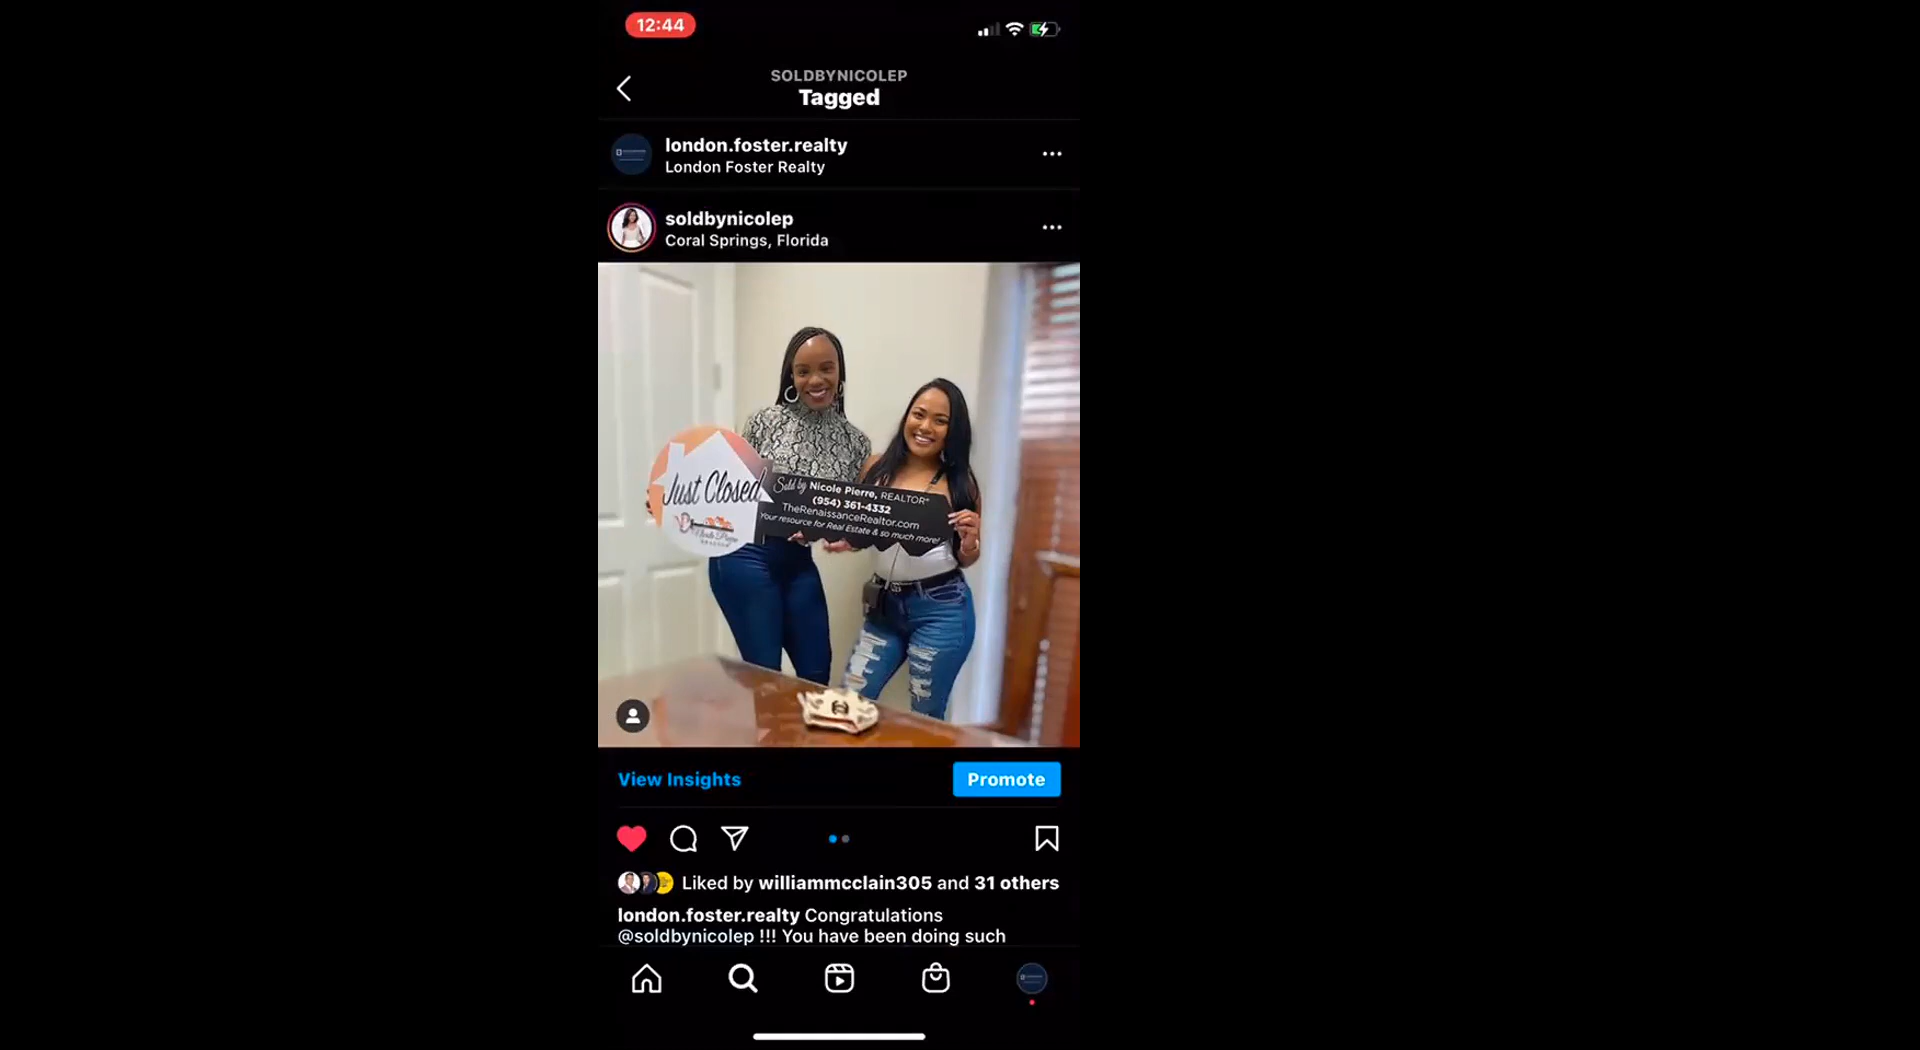 12:44
SOLDBYNICOLEP
Tagged
london.foster.realty
London Foster Realty
soldbynicolep
Coral Springs, Florida
Just Closed
Nicole Pierre
Sold by Nicole Pierre, REALTOR®
(954) 361-4332
TheRenaissanceRealtor.com
Your resource for Real Estate & so much more!
View Insights
Promote
Liked by williammcclain305 and 31 others
london.foster.realty Congratulations
@soldbynicolep !!! You have been doing such